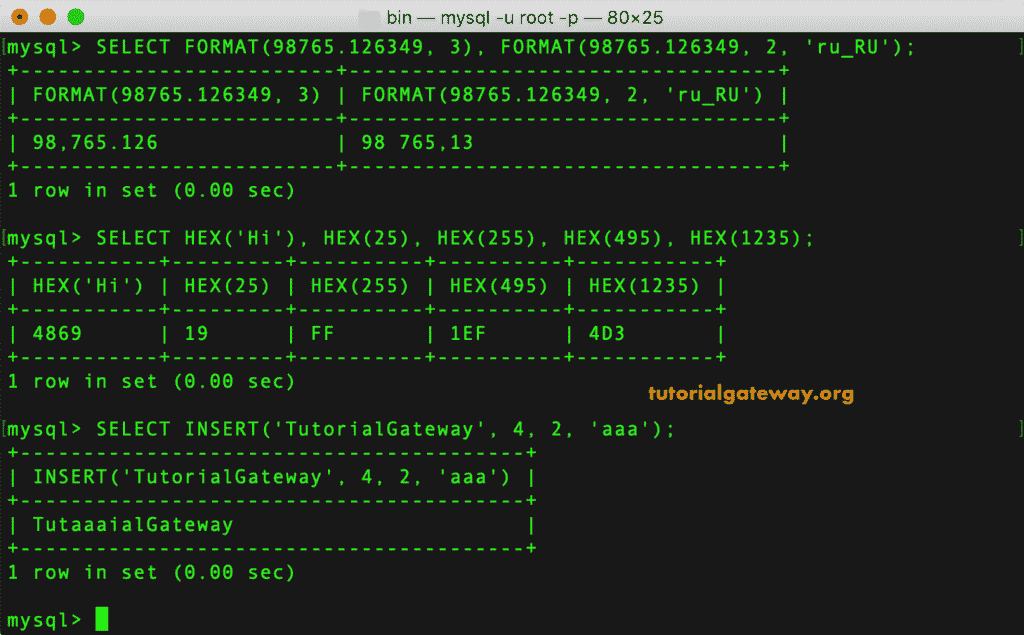 bin — mysql -u root -p — 80×25
mysql> SELECT FORMAT(98765.126349, 3), FORMAT(98765.126349, 2, 'ru_RU');
+-------------------------+----------------------------------+
| FORMAT(98765.126349, 3) | FORMAT(98765.126349, 2, 'ru_RU') |
+-------------------------+----------------------------------+
| 98,765.126              | 98 765,13                        |
+-------------------------+----------------------------------+
1 row in set (0.00 sec)
mysql> SELECT HEX('Hi'), HEX(25), HEX(255), HEX(495), HEX(1235);
+-----------+---------+----------+----------+-----------+
| HEX('Hi') | HEX(25) | HEX(255) | HEX(495) | HEX(1235) |
+-----------+---------+----------+----------+-----------+
| 4869      | 19      | FF       | 1EF      | 4D3       |
+-----------+---------+----------+----------+-----------+
1 row in set (0.00 sec)
tutorialgateway.org
mysql> SELECT INSERT('TutorialGateway', 4, 2, 'aaa');
+----------------------------------------+
| INSERT('TutorialGateway', 4, 2, 'aaa') |
+----------------------------------------+
| TutaaaialGateway                       |
+----------------------------------------+
1 row in set (0.00 sec)
mysql>